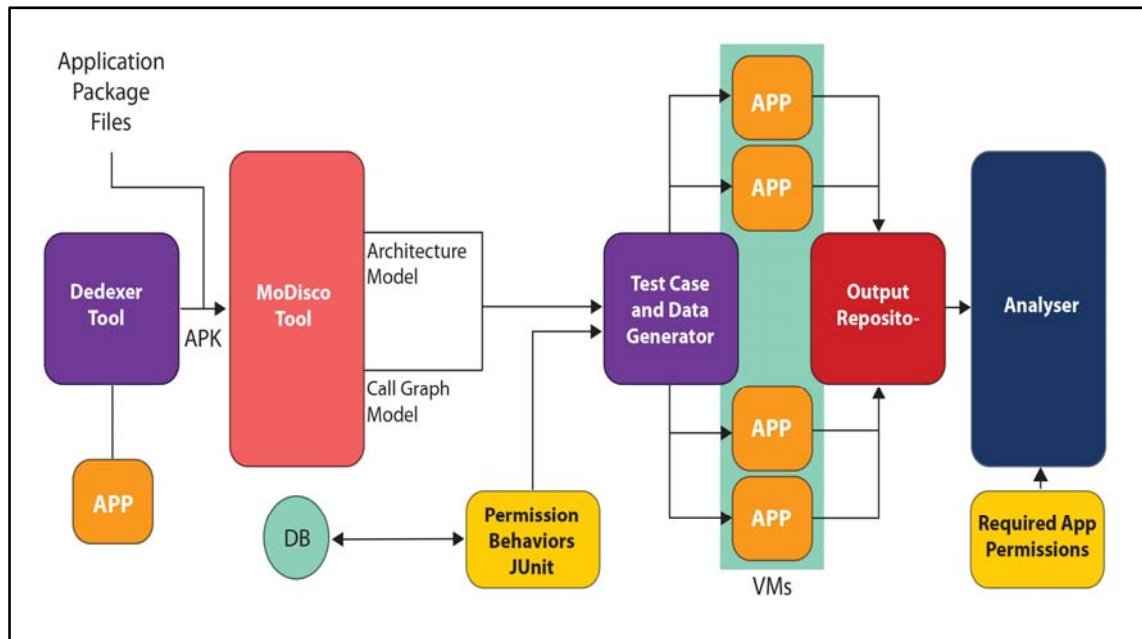 Application
Package
Files
Dedexer
Tool
APK
APP
MoDisco
Tool
Architecture
Model
Call Graph
Model
DB
Permission
Behaviors
JUnit
Test Case
and Data
Generator
APP
APP
APP
APP
VMs
Output
Reposito-
Analyser
Required App
Permissions